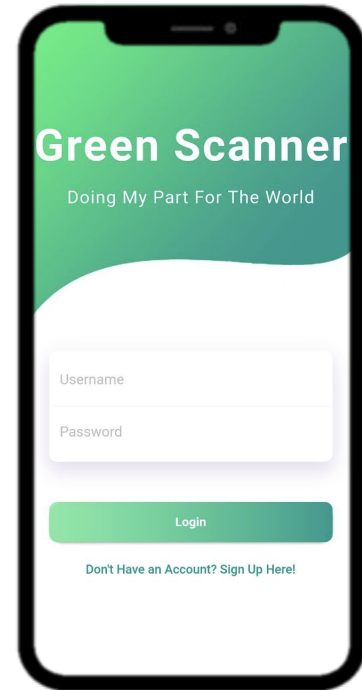 Green Scanner
Doing My Part For The World
Username
Password
Login
Don't Have an Account? Sign Up Here!